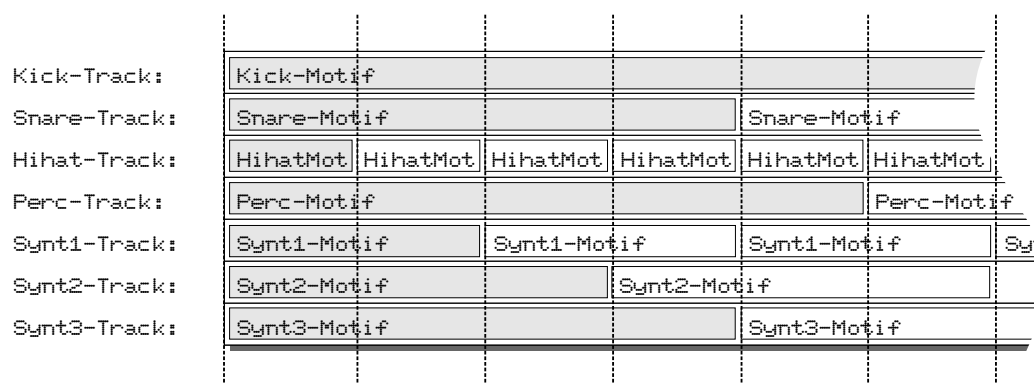 Kick-Track: Kick-Motif
Snare-Track: Snare-Motif Snare-Motif
Hihat-Track: HihatMot HihatMot HihatMot HihatMot HihatMot HihatMot
Perc-Track: Perc-Motif Perc-Motif
Synt1-Track: Synt1-Motif Synt1-Motif Synt1-Motif Sy
Synt2-Track: Synt2-Motif Synt2-Motif
Synt3-Track: Synt3-Motif Synt3-Motif